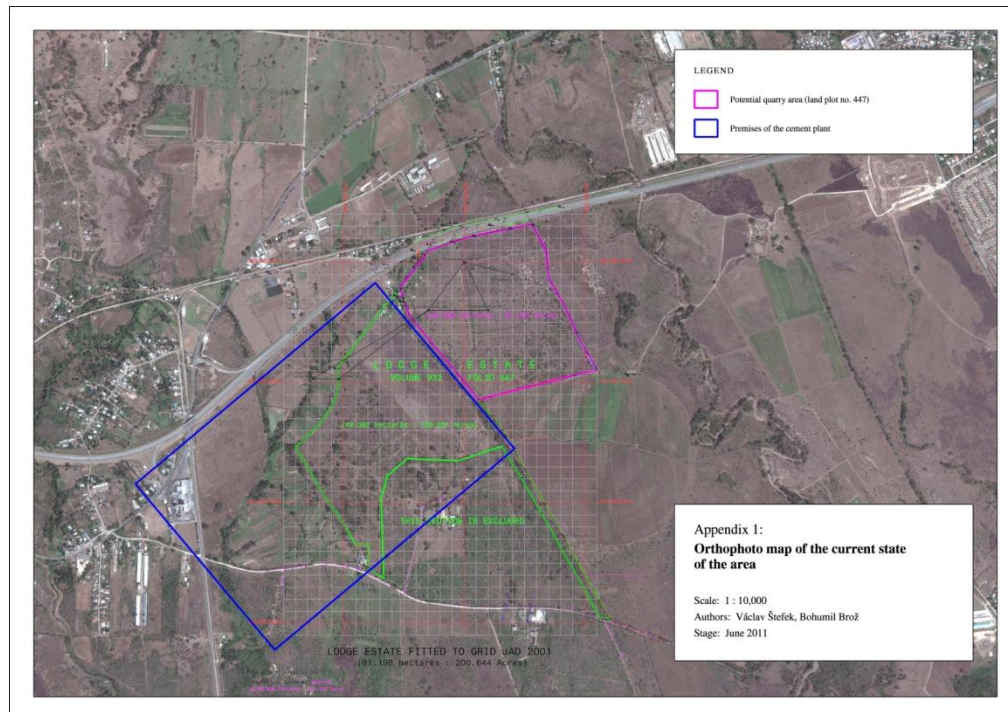 LEGEND
Potential quarry area (land plot no. 447)
Premises of the cement plant
LODGE ESTATE
VOLUME 932 FOLIO 447
THIS PORTION IS EXCLUDED
LODGE ESTATE FITTED TO GRID JAD 2001
(81.198 hectares : 200.644 Acres)
Appendix 1:
Orthophoto map of the current state
of the area
Scale: 1 : 10,000
Authors: Václav Štefek, Bohumil Brož
Stage: June 2011